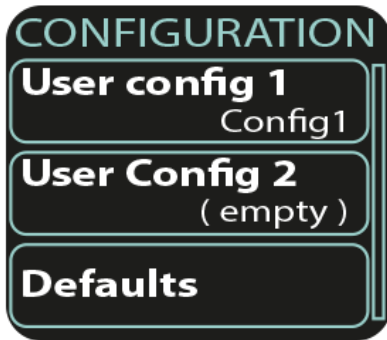 CONFIGURATION
User config 1
Config1
User Config 2
( empty )
Defaults